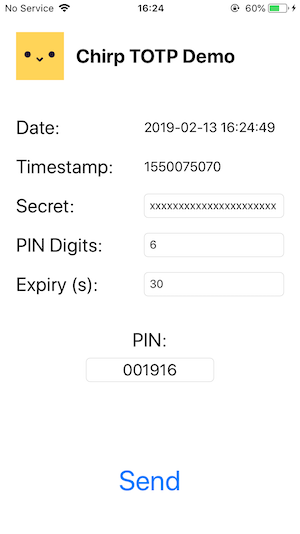 No Service 16:24 60%
Chirp TOTP Demo
Date: 2019-02-13 16:24:49
Timestamp: 1550075070
Secret: xxxxxxxxxxxxxxxxxxxxxx
PIN Digits: 6
Expiry (s): 30
PIN:
001916
Send